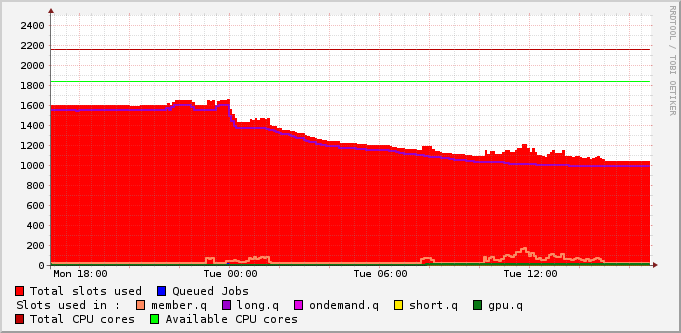 2400
2200
2000
1800
1600
1400
1200
1000
800
600
400
200
0
Mon 18:00 Tue 00:00 Tue 06:00 Tue 12:00
Total slots used Queued Jobs
Slots used in : member.q long.q ondemand.q short.q gpu.q
Total CPU cores Available CPU cores
RRDTOOL / TOBI OETIKER